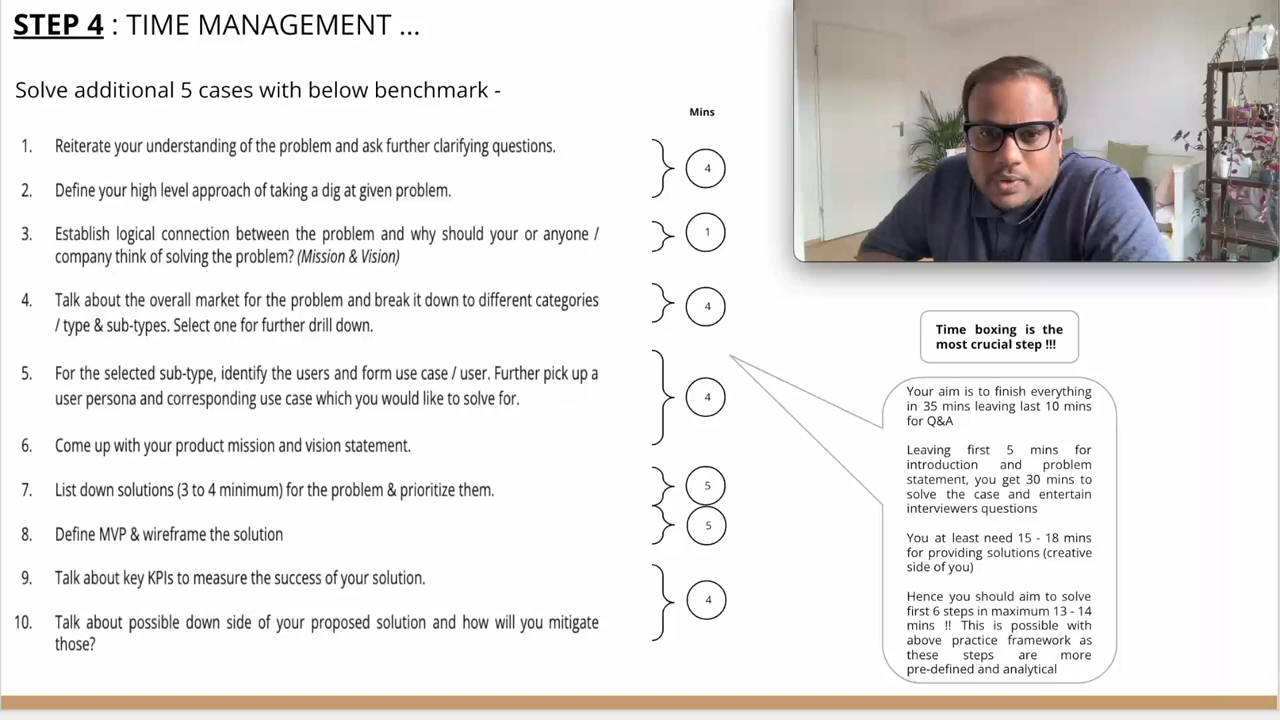 STEP 4 : TIME MANAGEMENT ...
Solve additional 5 cases with below benchmark -
Mins
1. Reiterate your understanding of the problem and ask further clarifying questions.
2. Define your high level approach of taking a dig at given problem.
4
3. Establish logical connection between the problem and why should your or anyone /
company think of solving the problem? (Mission & Vision)
1
4. Talk about the overall market for the problem and break it down to different categories
/ type & sub-types. Select one for further drill down.
4
5. For the selected sub-type, identify the users and form use case / user. Further pick up a
user persona and corresponding use case which you would like to solve for.
6. Come up with your product mission and vision statement.
4
7. List down solutions (3 to 4 minimum) for the problem & prioritize them.
5
8. Define MVP & wireframe the solution
5
9. Talk about key KPIs to measure the success of your solution.
10. Talk about possible down side of your proposed solution and how will you mitigate
those?
4
Time boxing is the
most crucial step !!!
Your aim is to finish everything
in 35 mins leaving last 10 mins
for Q&A
Leaving first 5 mins for
introduction and problem
statement, you get 30 mins to
solve the case and entertain
interviewers questions
You at least need 15 - 18 mins
for providing solutions (creative
side of you)
Hence you should aim to solve
first 6 steps in maximum 13 - 14
mins !! This is possible with
above practice framework as
these steps are more
pre-defined and analytical